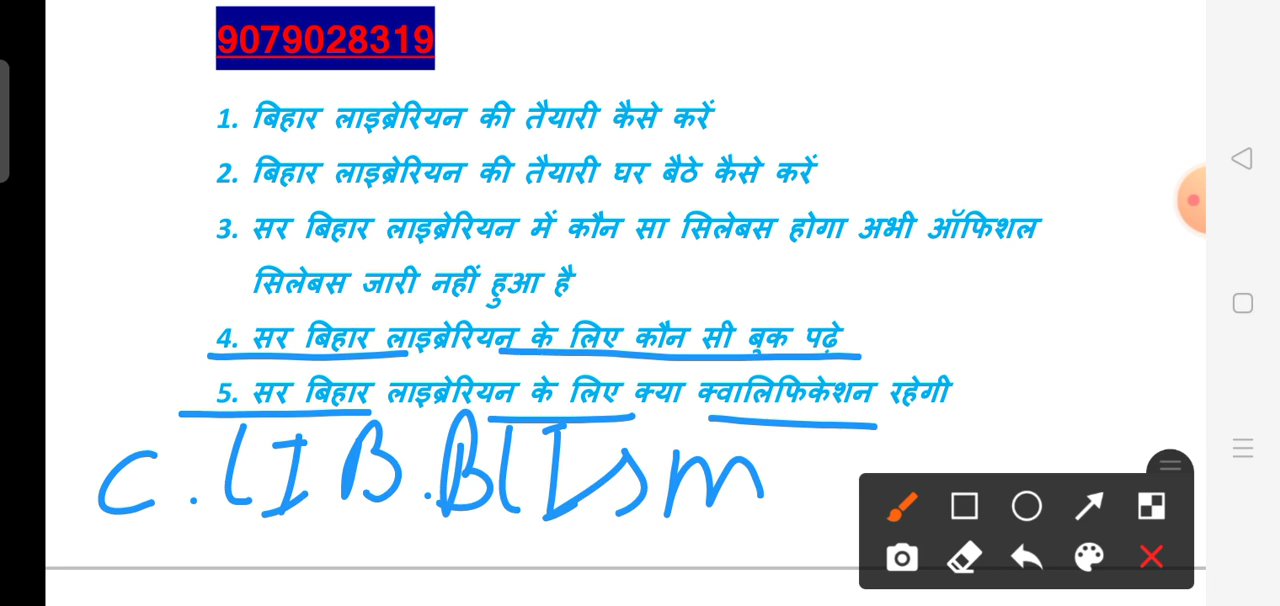 9079028319
1. बिहार लाइब्रेरियन की तैयारी कैसे करें
2. बिहार लाइब्रेरियन की तैयारी घर बैठे कैसे करें
3. सर बिहार लाइब्रेरियन में कौन सा सिलेबस होगा अभी ऑफिशल
सिलेबस जारी नहीं हुआ है
4. सर बिहार लाइब्रेरियन के लिए कौन सी बूक पढ़े
5. सर बिहार लाइब्रेरियन के लिए क्या क्वालिफिकेशन रहेगी
C.LIB.BLISM